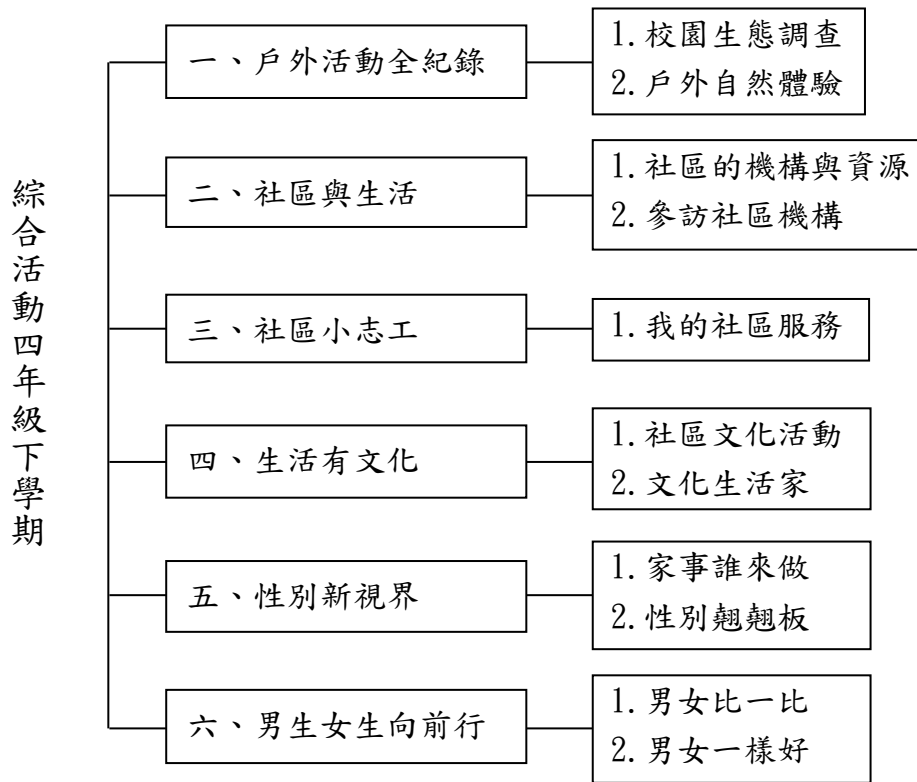 綜合活動四年級下學期
一、戶外活動全紀錄
1.校園生態調查
2.戶外自然體驗
二、社區與生活
1.社區的機構與資源
2.參訪社區機構
三、社區小志工
1.我的社區服務
四、生活有文化
1.社區文化活動
2.文化生活家
五、性別新視界
1.家事誰來做
2.性別翹翹板
六、男生女生向前行
1.男女比一比
2.男女一樣好